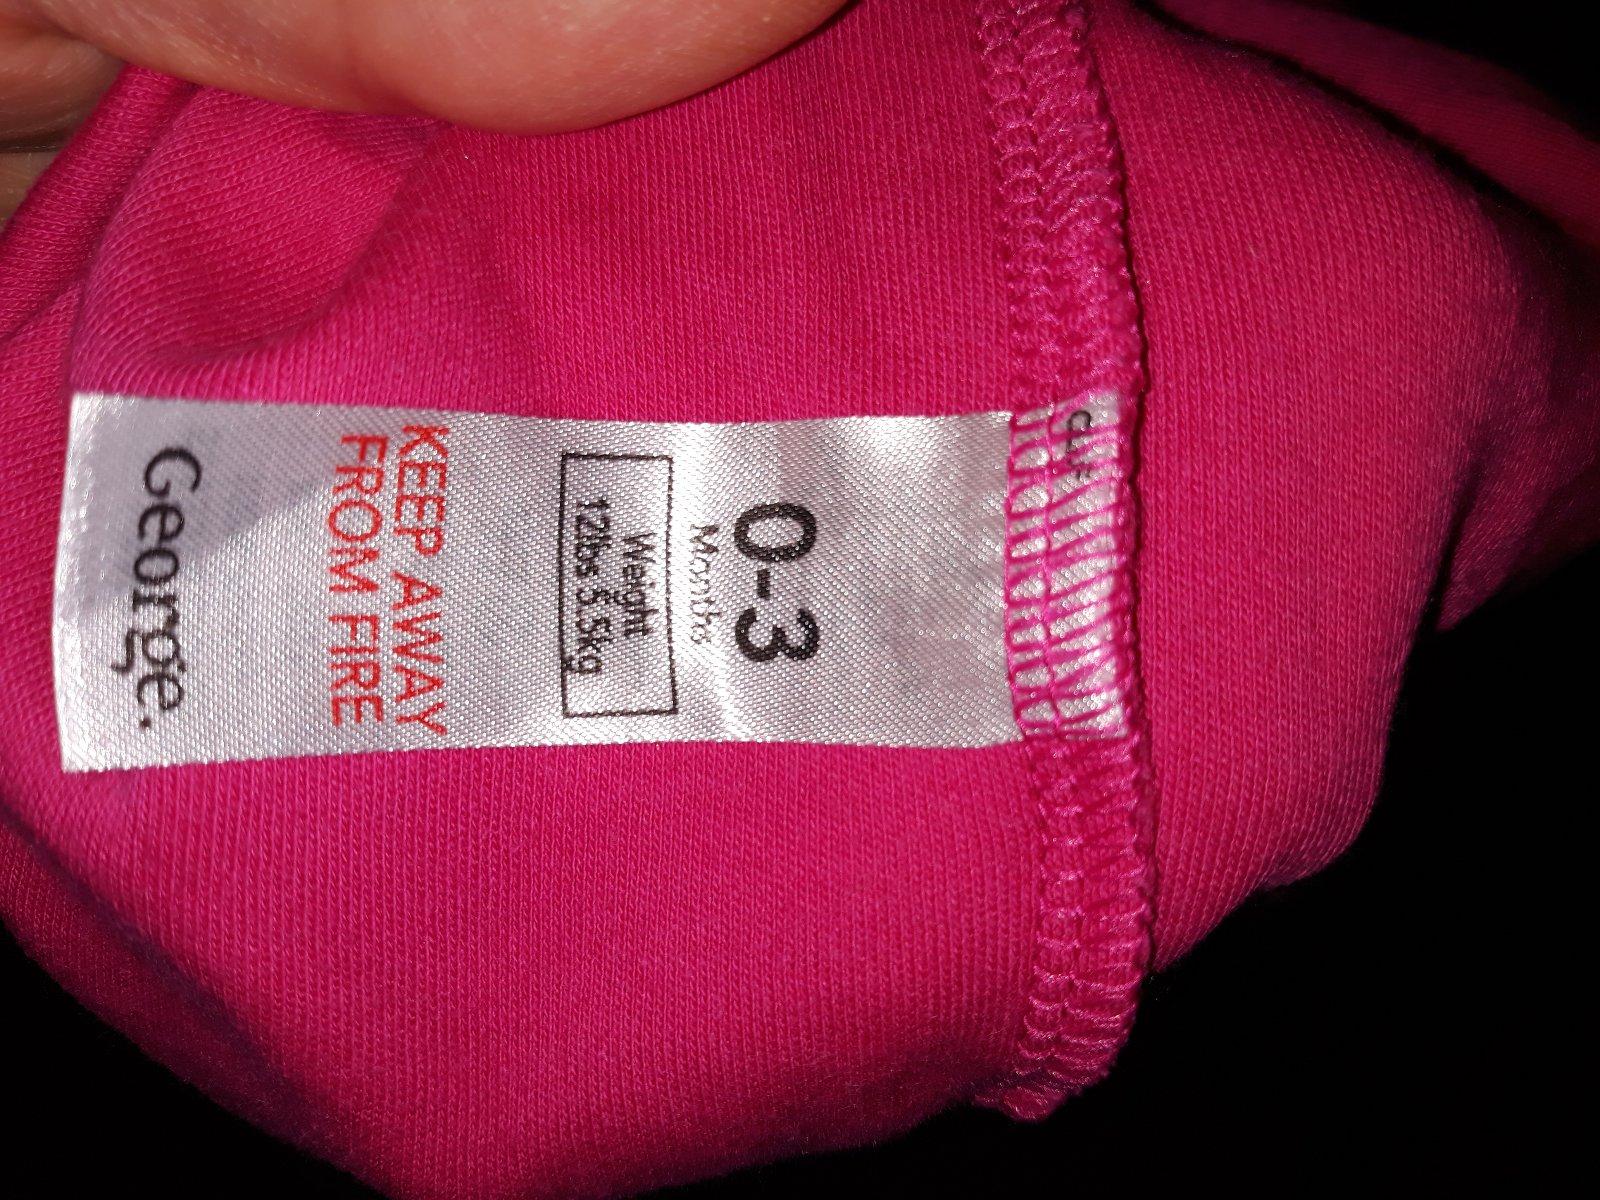 0-3
Months
Weight
12lbs 5.5kg
KEEP AWAY
FROM FIRE
George.